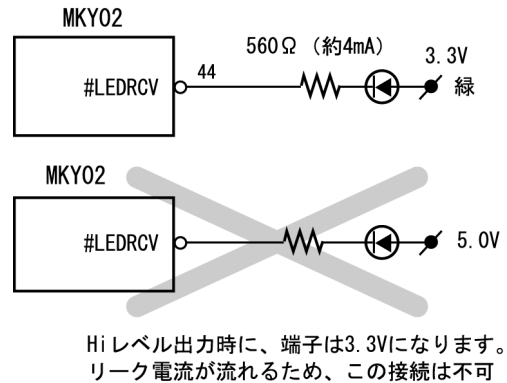 MKY02
#LEDRCV
44
560Ω （約4mA）
3.3V
緑
MKY02
#LEDRCV
5.0V
Hiレベル出力時に、端子は3.3Vになります。
リーク電流が流れるため、この接続は不可